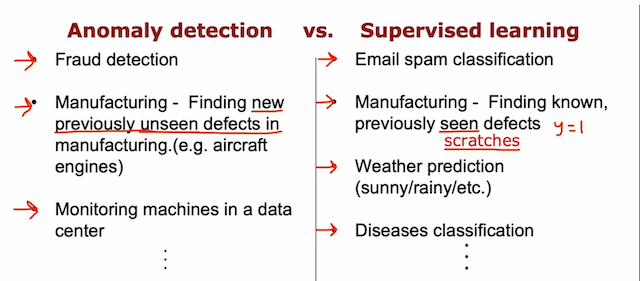 Anomaly detection vs. Supervised learning
Fraud detection
Manufacturing - Finding new
previously unseen defects in
manufacturing.(e.g. aircraft
engines)
Monitoring machines in a data
center
Email spam classification
Manufacturing - Finding known,
previously seen defects y=1
scratches
Weather prediction
(sunny/rainy/etc.)
Diseases classification